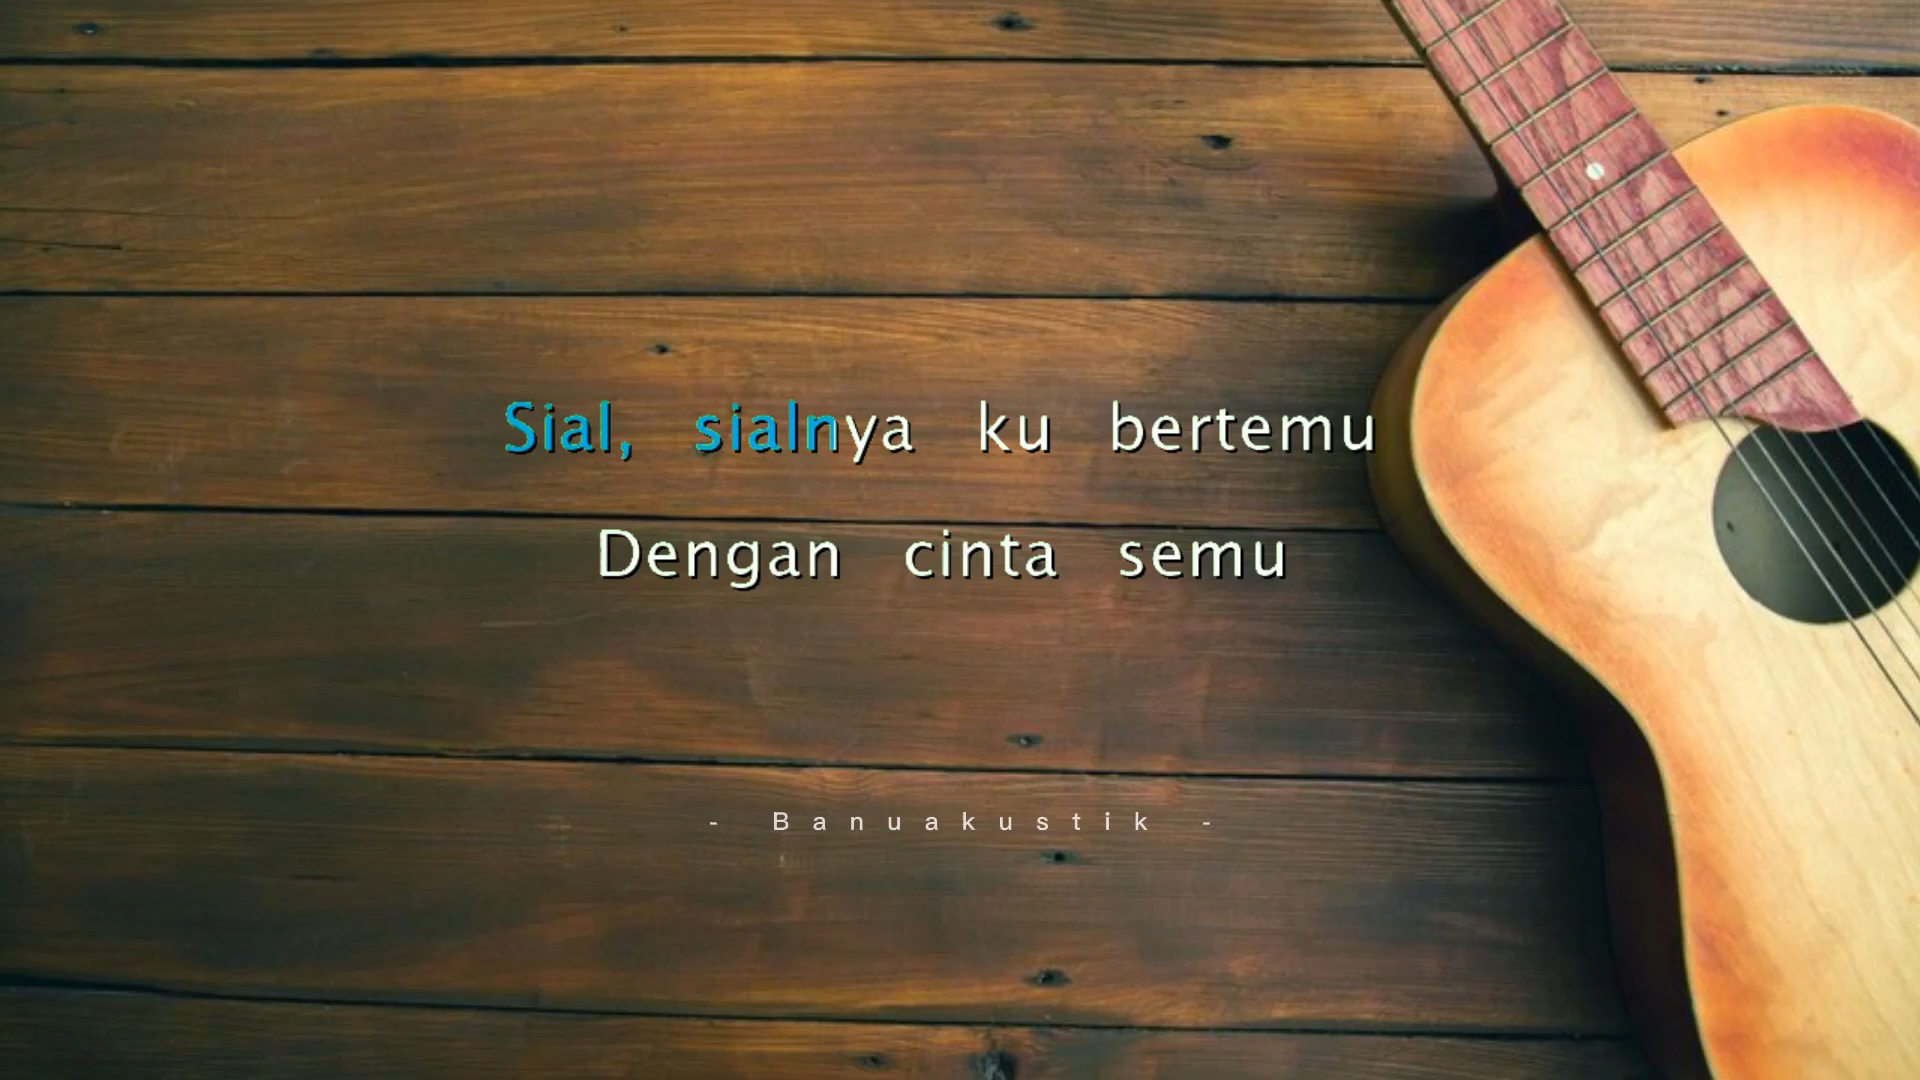 Sial, sialnya ku bertemu
Dengan cinta semu
- Banuakustik -